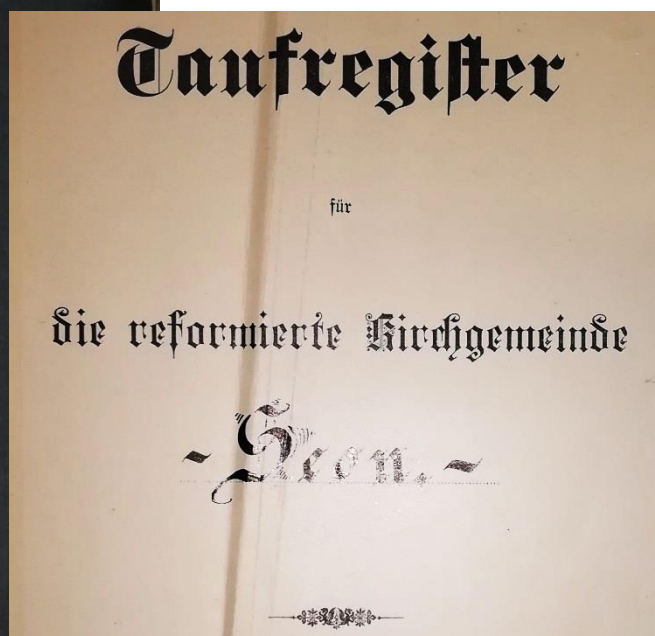 Taufregister
für
die reformierte Kirchgemeinde
~ Seon. ~